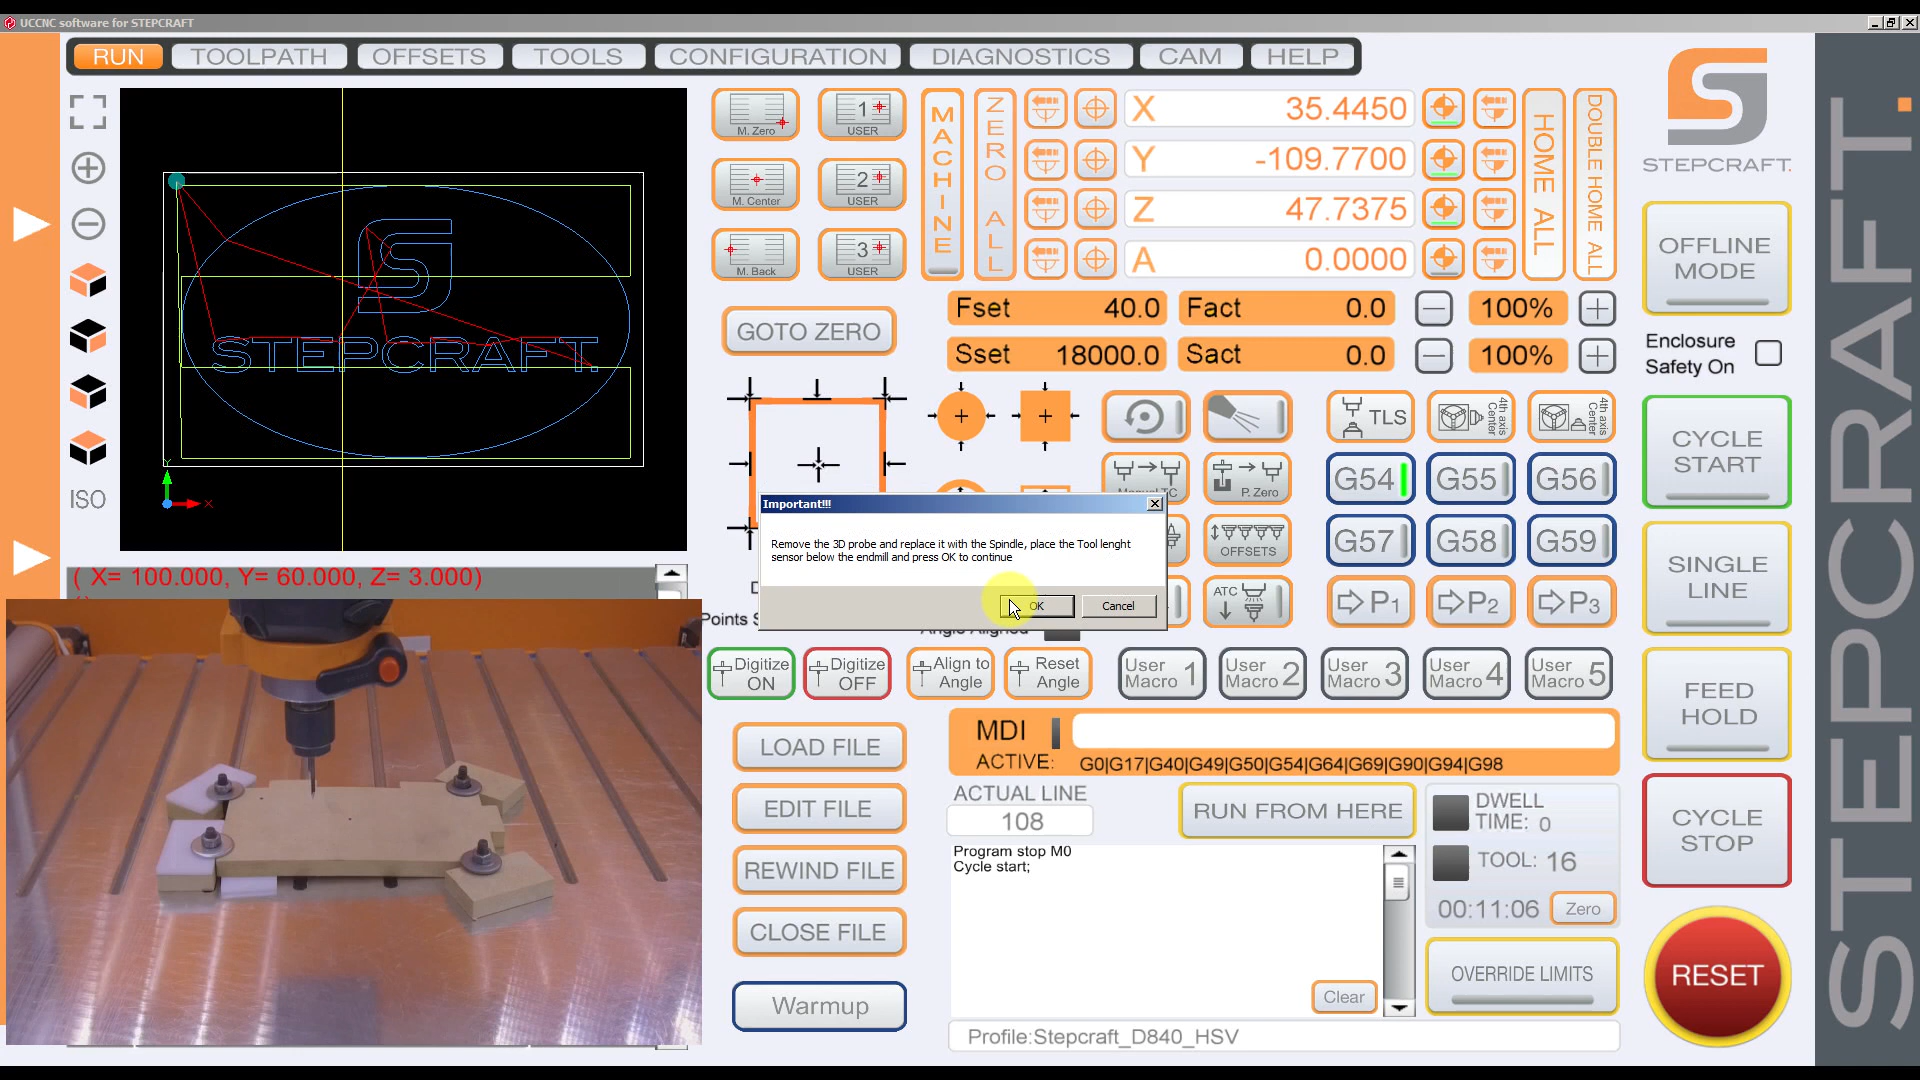 UCCNC software for STEPCRAFT
RUN
TOOLPATH
OFFSETS
TOOLS
CONFIGURATION
DIAGNOSTICS
CAM
HELP
ISO
STEPCRAFT.
Y
X
( X= 100.000, Y= 60.000, Z= 3.000)
M. Zero
1
USER
M. Center
2
USER
M. Back
3
USER
MACHINE
ZERO ALL
X 35.4450
Y -109.7700
Z 47.7375
A 0.0000
HOME ALL
DOUBLE HOME ALL
GOTO ZERO
Fset 40.0
Fact 0.0
100%
Sset 18000.0
Sact 0.0
100%
TLS
4th axis Center
4th axis Center
P. Zero
G54
G55
G56
OFFSETS
G57
G58
G59
ATC
P1
P2
P3
Important!!!
Remove the 3D probe and replace it with the Spindle, place the Tool lenght
sensor below the endmill and press OK to continue
OK
Cancel
Points
Digitize ON
Digitize OFF
Align to Angle
Reset Angle
User Macro 1
User Macro 2
User Macro 3
User Macro 4
User Macro 5
LOAD FILE
EDIT FILE
REWIND FILE
CLOSE FILE
Warmup
MDI
ACTIVE: G0|G17|G40|G49|G50|G54|G64|G69|G90|G94|G98
ACTUAL LINE
108
RUN FROM HERE
DWELL
TIME: 0
TOOL: 16
00:11:06
Zero
Program stop M0
Cycle start;
Clear
OVERRIDE LIMITS
Profile:Stepcraft_D840_HSV
STEPCRAFT.
OFFLINE
MODE
Enclosure
Safety On
CYCLE
START
SINGLE
LINE
FEED
HOLD
CYCLE
STOP
RESET
STEPCRAFT.